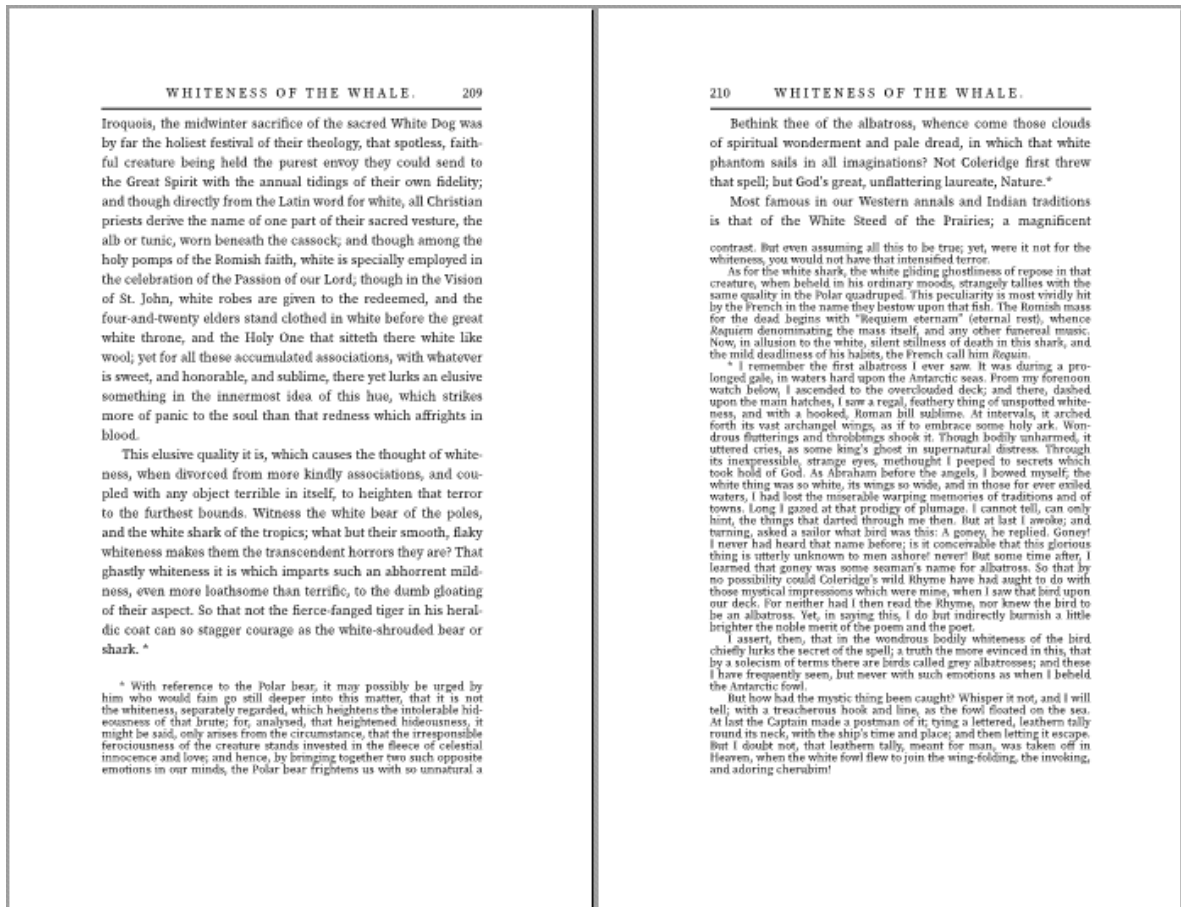 WHITENESS OF THE WHALE. 209
Iroquois, the midwinter sacrifice of the sacred White Dog was
by far the holiest festival of their theology, that spotless, faith-
ful creature being held the purest envoy they could send to
the Great Spirit with the annual tidings of their own fidelity;
and though directly from the Latin word for white, all Christian
priests derive the name of one part of their sacred vesture, the
alb or tunic, worn beneath the cassock; and though among the
holy pomps of the Romish faith, white is specially employed in
the celebration of the Passion of our Lord; though in the Vision
of St. John, white robes are given to the redeemed, and the
four-and-twenty elders stand clothed in white before the great
white throne, and the Holy One that sitteth there white like
wool; yet for all these accumulated associations, with whatever
is sweet, and honorable, and sublime, there yet lurks an elusive
something in the innermost idea of this hue, which strikes
more of panic to the soul than that redness which affrights in
blood.
This elusive quality it is, which causes the thought of white-
ness, when divorced from more kindly associations, and cou-
pled with any object terrible in itself, to heighten that terror
to the furthest bounds. Witness the white bear of the poles,
and the white shark of the tropics; what but their smooth, flaky
whiteness makes them the transcendent horrors they are? That
ghastly whiteness it is which imparts such an abhorrent mild-
ness, even more loathsome than terrific, to the dumb gloating
of their aspect. So that not the fierce-fanged tiger in his heral-
dic coat can so stagger courage as the white-shrouded bear or
shark. *
* With reference to the Polar bear, it may possibly be urged by
him who would fain go still deeper into this matter, that it is not
the whiteness, separately regarded, which heightens the intolerable hid-
eousness of that brute; for, analysed, that heightened hideousness, it
might be said, only arises from the circumstance, that the irresponsible
ferociousness of the creature stands invested in the fleece of celestial
innocence and love; and hence, by bringing together two such opposite
emotions in our minds, the Polar bear frightens us with so unnatural a
210 WHITENESS OF THE WHALE.
Bethink thee of the albatross, whence come those clouds
of spiritual wonderment and pale dread, in which that white
phantom sails in all imaginations? Not Coleridge first threw
that spell; but God's great, unflattering laureate, Nature.*
Most famous in our Western annals and Indian traditions
is that of the White Steed of the Prairies; a magnificent
contrast. But even assuming all this to be true; yet, were it not for the
whiteness, you would not have that intensified terror.
As for the white shark, the white gliding ghostliness of repose in that
creature, when beheld in his ordinary moods, strangely tallies with the
same quality in the Polar quadruped. This peculiarity is most vividly hit
by the French in the name they bestow upon that fish. The Romish mass
for the dead begins with "Requiem eternam" (eternal rest), whence
Requiem denominating the mass itself, and any other funereal music.
Now, in allusion to the white, silent stillness of death in this shark, and
the mild deadliness of his habits, the French call him Requin.
* I remember the first albatross I ever saw. It was during a pro-
longed gale, in waters hard upon the Antarctic seas. From my forenoon
watch below, I ascended to the overclouded deck; and there, dashed
upon the main hatches, I saw a regal, feathery thing of unspotted white-
ness, and with a hooked, Roman bill sublime. At intervals, it arched
forth its vast archangel wings, as if to embrace some holy ark. Won-
drous flutterings and throbbings shook it. Though bodily unharmed, it
uttered cries, as some king's ghost in supernatural distress. Through
its inexpressible, strange eyes, methought I peeped to secrets which
took hold of God. As Abraham before the angels, I bowed myself; the
white thing was so white, its wings so wide, and in those for ever exiled
waters, I had lost the miserable warping memories of traditions and of
towns. Long I gazed at that prodigy of plumage. I cannot tell, can only
hint, the things that darted through me then. But at last I awoke; and
turning, asked a sailor what bird was this: A goney, he replied. Goney!
I never had heard that name before; is it conceivable that this glorious
thing is utterly unknown to men ashore! never! But some time after, I
learned that goney was some seaman's name for albatross. So that by
no possibility could Coleridge's wild Rhyme have had aught to do with
those mystical impressions which were mine, when I saw that bird upon
our deck. For neither had I then read the Rhyme, nor knew the bird to
be an albatross. Yet, in saying this, I do but indirectly burnish a little
brighter the noble merit of the poem and the poet.
I assert, then, that in the wondrous bodily whiteness of the bird
chiefly lurks the secret of the spell; a truth the more evinced in this, that
by a solecism of terms there are birds called grey albatrosses; and these
I have frequently seen, but never with such emotions as when I beheld
the Antarctic fowl.
But how had the mystic thing been caught? Whisper it not, and I will
tell; with a treacherous hook and line, as the fowl floated on the sea.
At last the Captain made a postman of it; tying a lettered, leathern tally
round its neck, with the ship's time and place; and then letting it escape.
But I doubt not, that leathern tally, meant for man, was taken off in
Heaven, when the white fowl flew to join the wing-folding, the invoking,
and adoring cherubim!